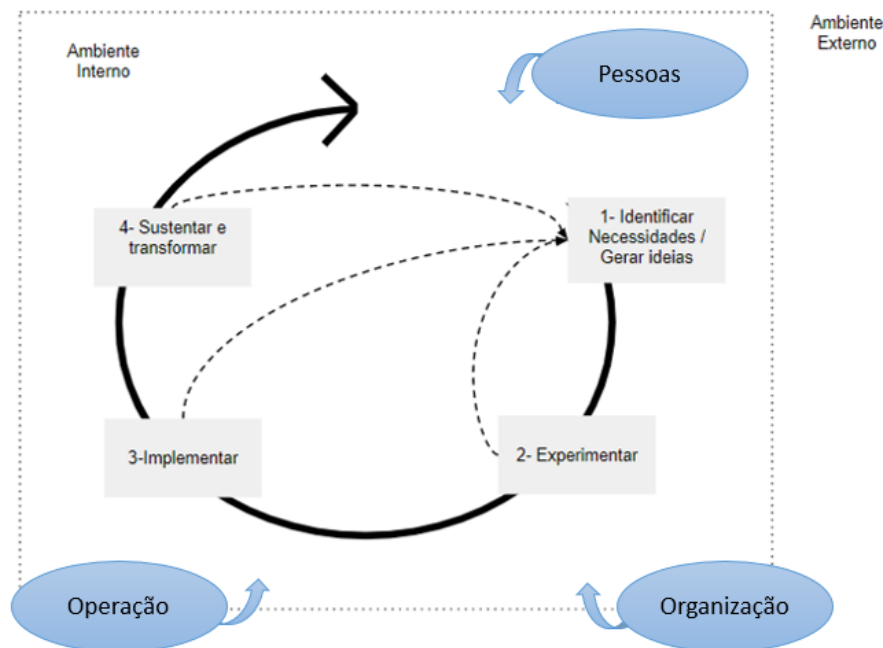 Ambiente
Externo
Ambiente
Interno
Pessoas
1- Identificar
Necessidades /
Gerar ideias
4- Sustentar e
transformar
3-Implementar
2- Experimentar
Operação
Organização